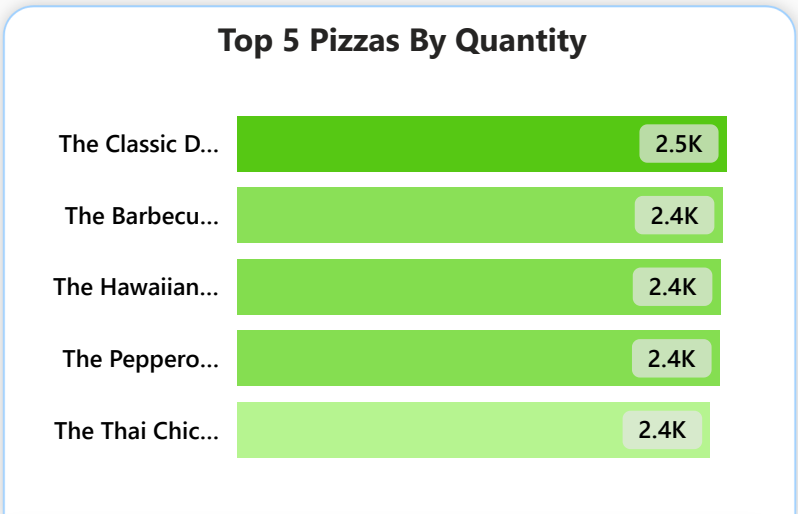 Top 5 Pizzas By Quantity
The Classic D... 2.5K
The Barbecu... 2.4K
The Hawaiian... 2.4K
The Peppero... 2.4K
The Thai Chic... 2.4K